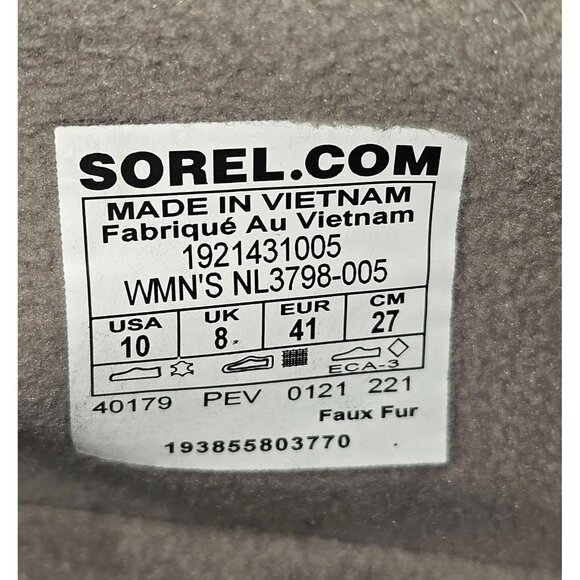 SOREL.COM
MADE IN VIETNAM
Fabriqué Au Vietnam
1921431005
WMN'S NL3798-005
USA UK EUR CM
10 8 41 27
ECA-3
40179 PEV 0121 221
Faux Fur
193855803770